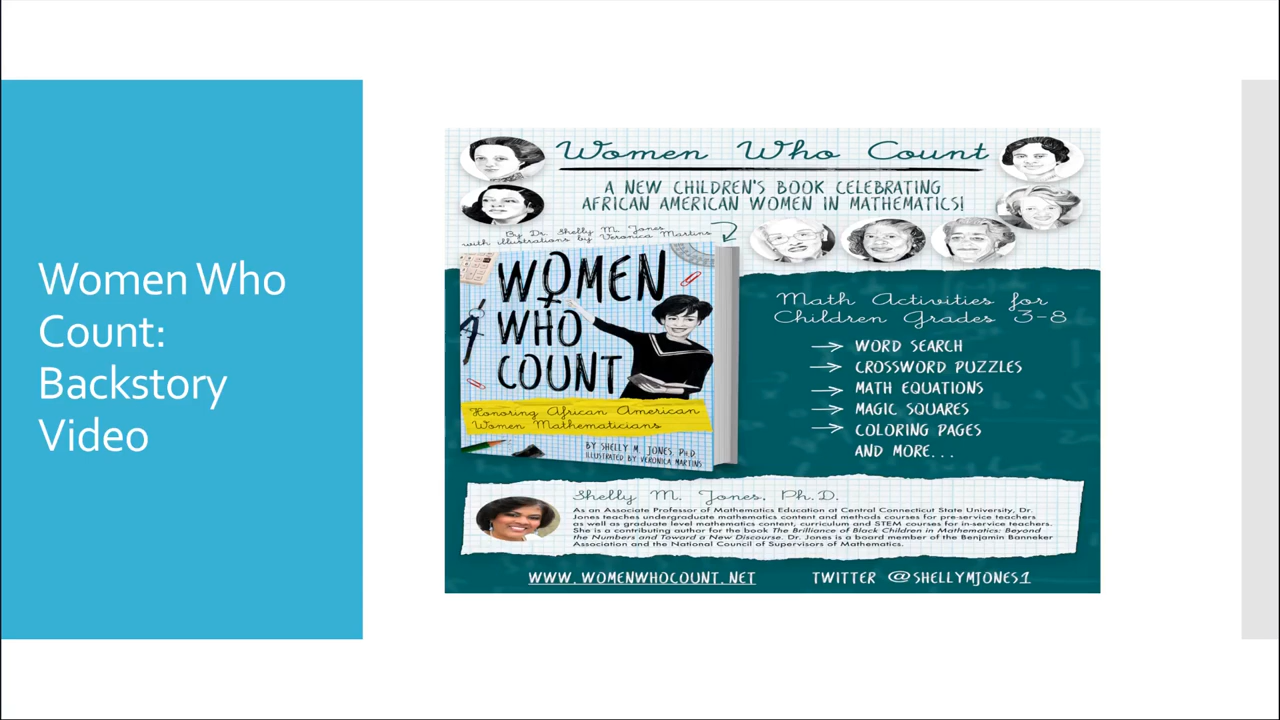 Women Who
Count:
Backstory
Video
Women Who Count
A NEW CHILDREN'S BOOK CELEBRATING
AFRICAN AMERICAN WOMEN IN MATHEMATICS!
By Dr. Shelly M. Jones
with illustrations by Veronica Martins
WOMEN
WHO
COUNT
Honoring African American
Women Mathematicians
BY SHELLY M. JONES, PH.D.
ILLUSTRATED BY VERONICA MARTINS
Math Activities for
Children Grades 3-8
→ WORD SEARCH
→ CROSSWORD PUZZLES
→ MATH EQUATIONS
→ MAGIC SQUARES
→ COLORING PAGES
AND MORE...
Shelly M. Jones, Ph.D.
As an Associate Professor of Mathematics Education at Central Connecticut State University, Dr.
Jones teaches undergraduate mathematics content and methods courses for pre-service teachers
as well as graduate level mathematics content, curriculum and STEM courses for in-service teachers.
She is a contributing author for the book The Brilliance of Black Children in Mathematics: Beyond
the Numbers and Toward a New Discourse. Dr. Jones is a board member of the Benjamin Banneker
Association and the National Council of Supervisors of Mathematics.
WWW.WOMENWHOCOUNT.NET
TWITTER @SHELLYMJONES1